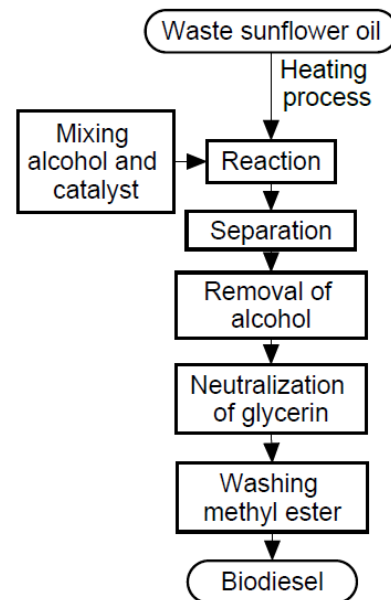 Waste sunflower oil
Heating
process
Mixing
alcohol and
catalyst
Reaction
Separation
Removal of
alcohol
Neutralization
of glycerin
Washing
methyl ester
Biodiesel